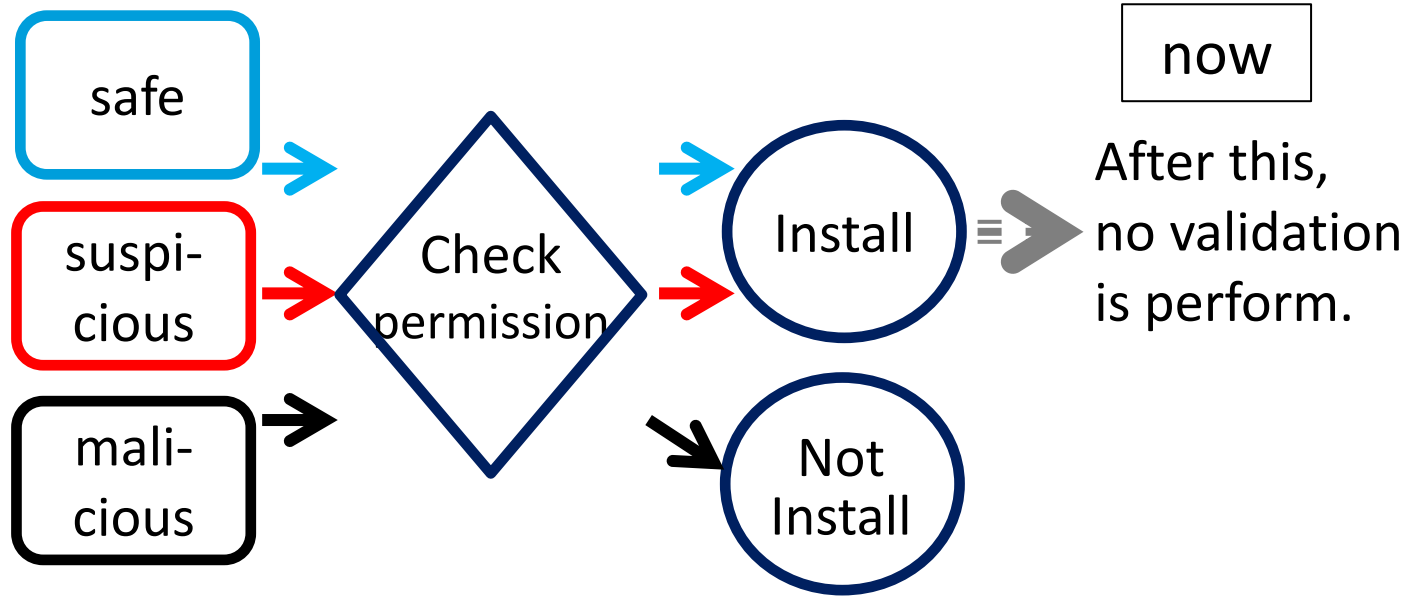 safe
suspi-
cious
mali-
cious
Check
permission
Install
Not
Install
now
After this,
no validation
is perform.